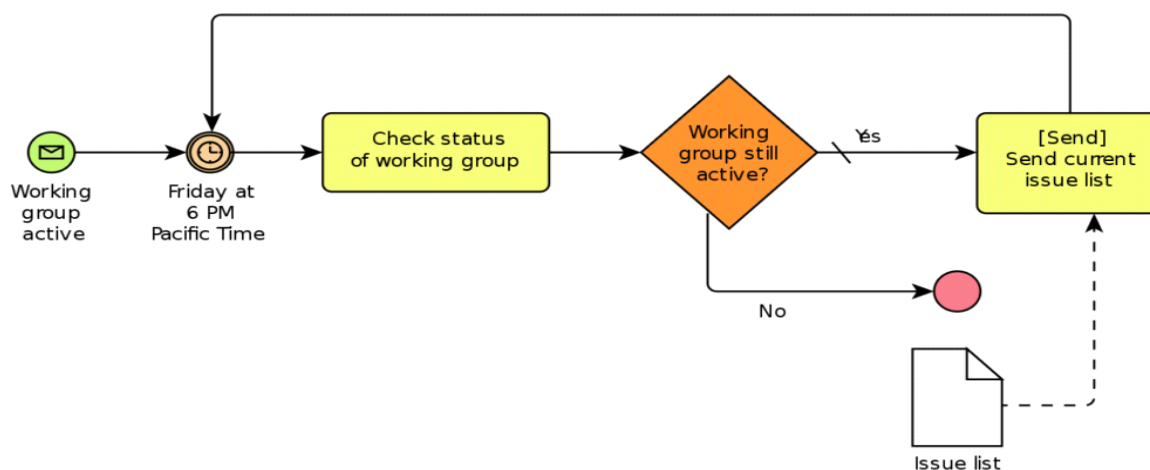 Working
group
active
Friday at
6 PM
Pacific Time
Check status
of working group
Working
group still
active?
Yes
[Send]
Send current
issue list
No
Issue list